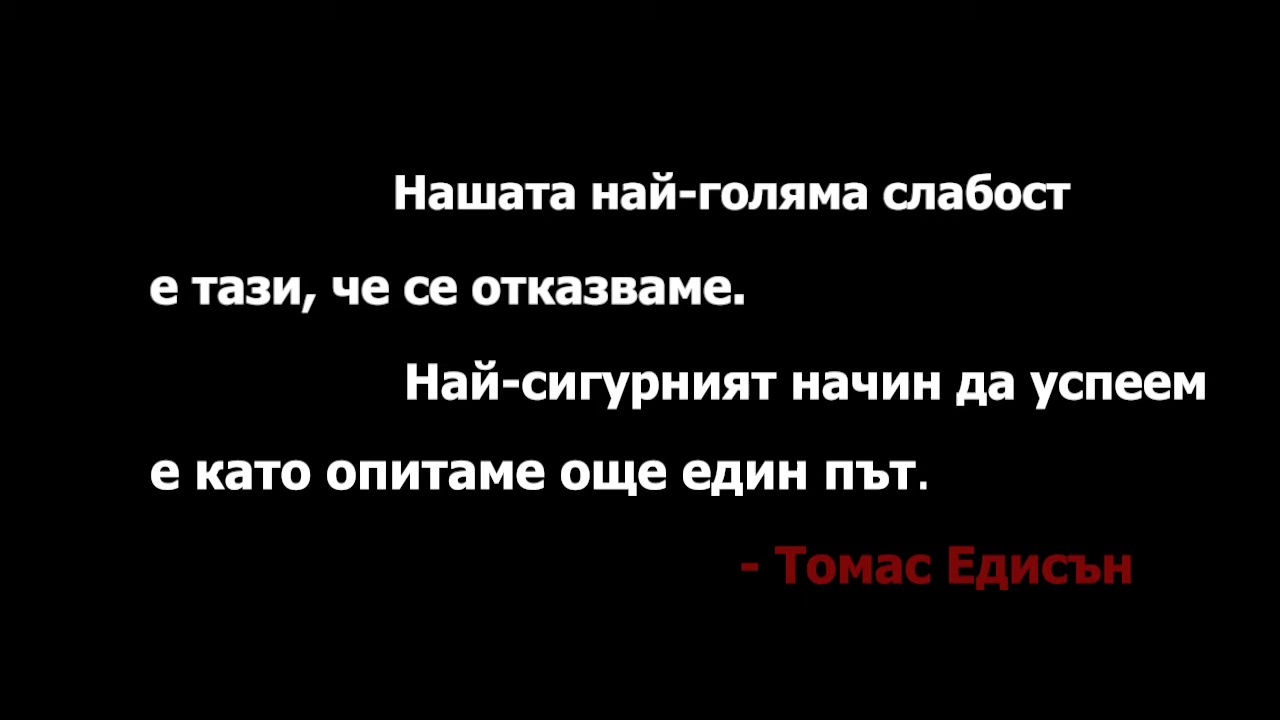 Нашата най-голяма слабост
е тази, че се отказваме.
Най-сигурният начин да успеем
е като опитаме още един път.
- Томас Едисън